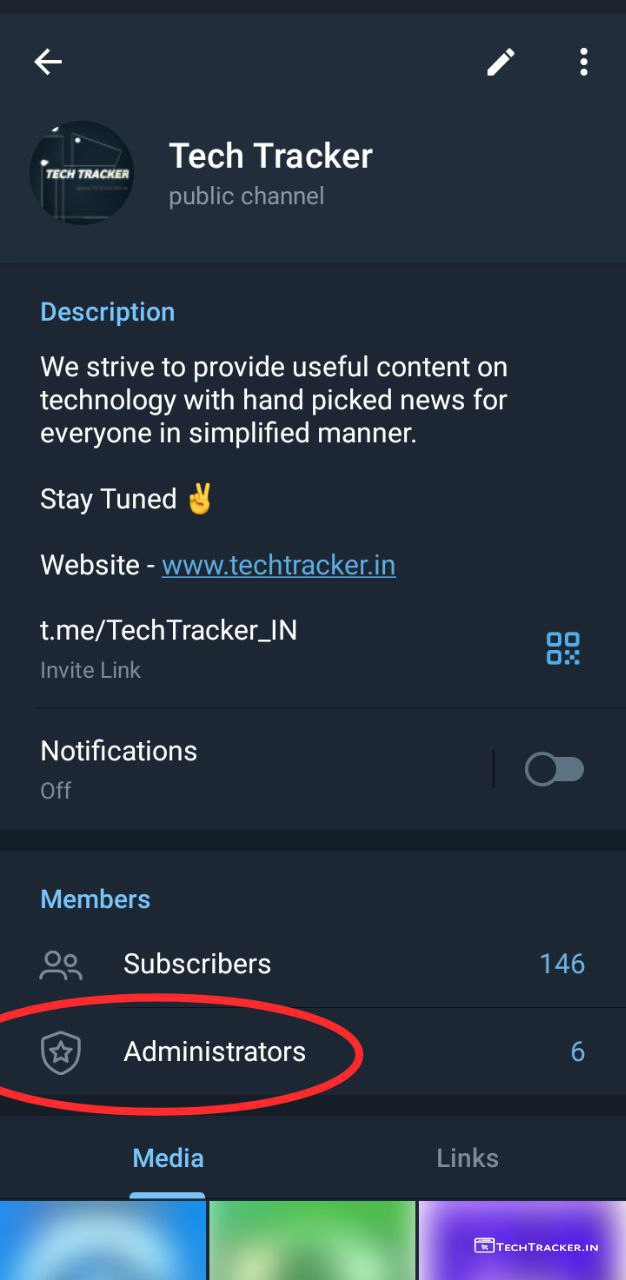 TECH TRACKER
Tech Tracker
public channel
Description
We strive to provide useful content on
technology with hand picked news for
everyone in simplified manner.
Stay Tuned ✌️
Website - www.techtracker.in
t.me/TechTracker_IN
Invite Link
Notifications
Off
Members
Subscribers 146
Administrators 6
Media Links
TECHTRACKER.IN